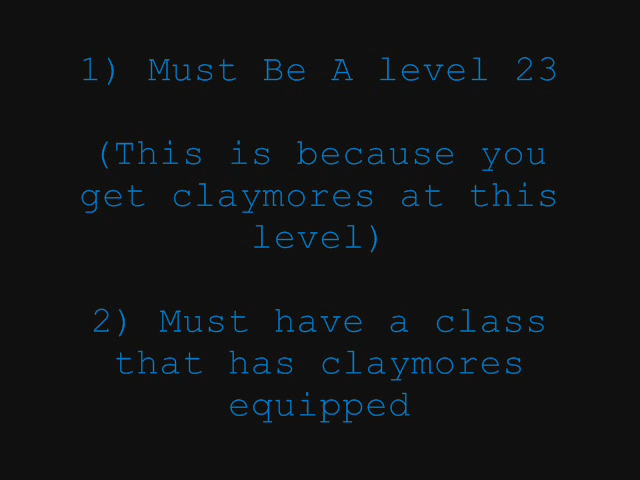 1) Must Be A level 23
(This is because you
get claymores at this
level)
2) Must have a class
that has claymores
equipped